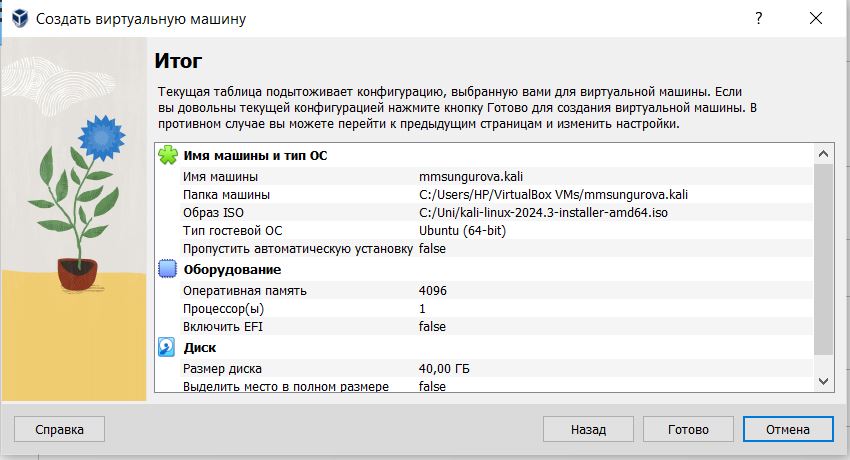 Создать виртуальную машину
?
Итог
Текущая таблица подытоживает конфигурацию, выбранную вами для виртуальной машины. Если
вы довольны текущей конфигурацией нажмите кнопку Готово для создания виртуальной машины. В
противном случае вы можете перейти к предыдущим страницам и изменить настройки.
Имя машины и тип ОС
Имя машины mmsungurova.kali
Папка машины C:/Users/HP/VirtualBox VMs/mmsungurova.kali
Образ ISO C:/Uni/kali-linux-2024.3-installer-amd64.iso
Тип гостевой ОС Ubuntu (64-bit)
Пропустить автоматическую установку false
Оборудование
Оперативная память 4096
Процессор(ы) 1
Включить EFI false
Диск
Размер диска 40,00 ГБ
Выделить место в полном размере false
Справка Назад Готово Отмена